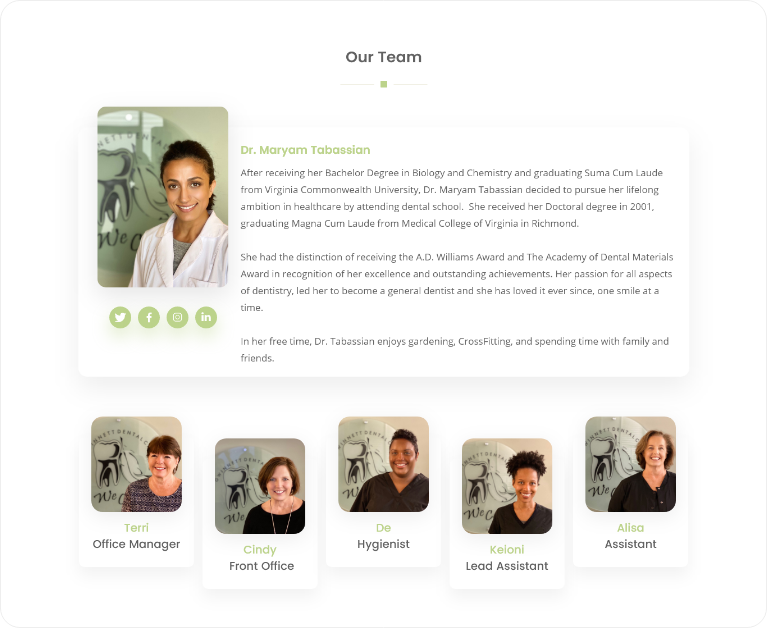 Our Team
Dr. Maryam Tabassian
After receiving her Bachelor Degree in Biology and Chemistry and graduating Suma Cum Laude
from Virginia Commonwealth University, Dr. Maryam Tabassian decided to pursue her lifelong
ambition in healthcare by attending dental school.  She received her Doctoral degree in 2001,
graduating Magna Cum Laude from Medical College of Virginia in Richmond.
She had the distinction of receiving the A.D. Williams Award and The Academy of Dental Materials
Award in recognition of her excellence and outstanding achievements. Her passion for all aspects
of dentistry, led her to become a general dentist and she has loved it ever since, one smile at a
time.
In her free time, Dr. Tabassian enjoys gardening, CrossFitting, and spending time with family and
friends.
Terri
Office Manager
Cindy
Front Office
De
Hygienist
Keioni
Lead Assistant
Alisa
Assistant